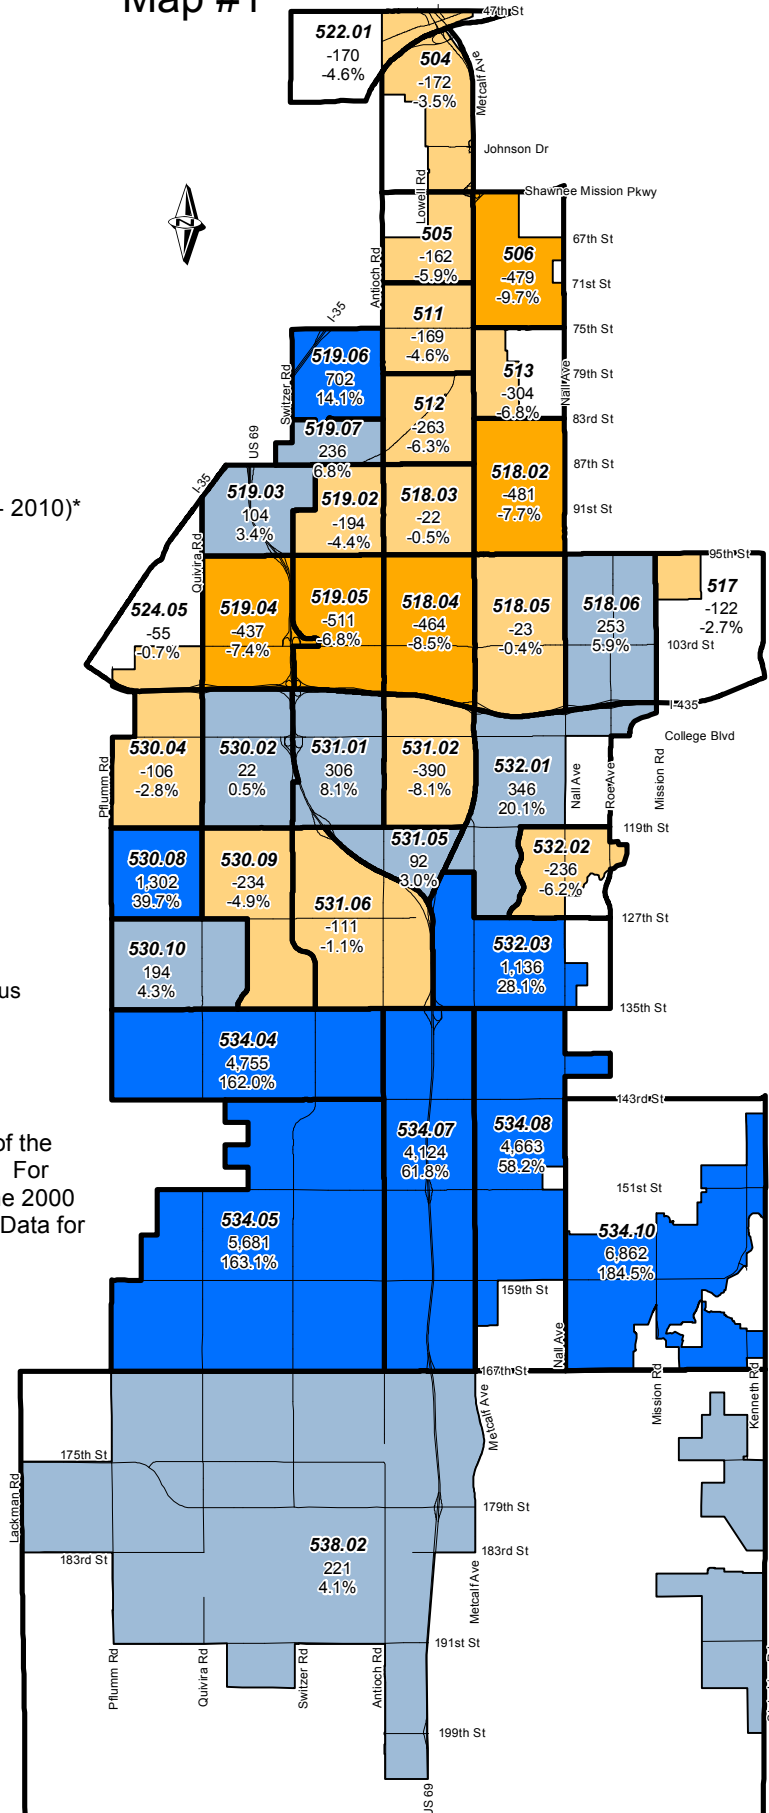 Map #1
47th St
522.01
-170
-4.6%
504
-172
-3.5%
Metcalf Ave
Johnson Dr
Shawnee Mission Pkwy
Lowell Rd
N
505
-162
-5.9%
Antioch Rd
506
-479
-9.7%
67th St
71st St
511
-169
-4.6%
75th St
I-35
519.06
702
14.1%
Switzer Rd
513
-304
-6.8%
Nall Ave
79th St
83rd St
512
-263
-6.3%
519.07
236
6.8%
US 69
87th St
I-35
519.03
104
3.4%
519.02
-194
-4.4%
518.03
-22
-0.5%
518.02
-481
-7.7%
91st St
- 2010)*
Quivira Rd
95th St
524.05
-55
-0.7%
519.04
-437
-7.4%
519.05
-511
-6.8%
518.04
-464
-8.5%
518.05
-23
-0.4%
518.06
253
5.9%
517
-122
-2.7%
103rd St
I-435
College Blvd
Pflumm Rd
530.04
-106
-2.8%
530.02
22
0.5%
531.01
306
8.1%
531.02
-390
-8.1%
532.01
346
20.1%
Nall Ave
Roe Ave
Mission Rd
119th St
530.08
1,302
39.7%
530.09
-234
-4.9%
531.05
92
3.0%
532.02
-236
-6.2%
531.06
-111
-1.1%
127th St
530.10
194
4.3%
532.03
1,136
28.1%
us
135th St
534.04
4,755
162.0%
143rd St
534.07
4,124
61.8%
534.08
4,663
58.2%
of the
For
ne 2000
Data for
151st St
534.05
5,681
163.1%
534.10
6,862
184.5%
159th St
Nall Ave
167th St
Metcalf Ave
Mission Rd
Kenneth Rd
175th St
Lackman Rd
179th St
183rd St
538.02
221
4.1%
183rd St
Metcalf Ave
191st St
Pflumm Rd
Quivira Rd
Switzer Rd
Antioch Rd
199th St
US 69